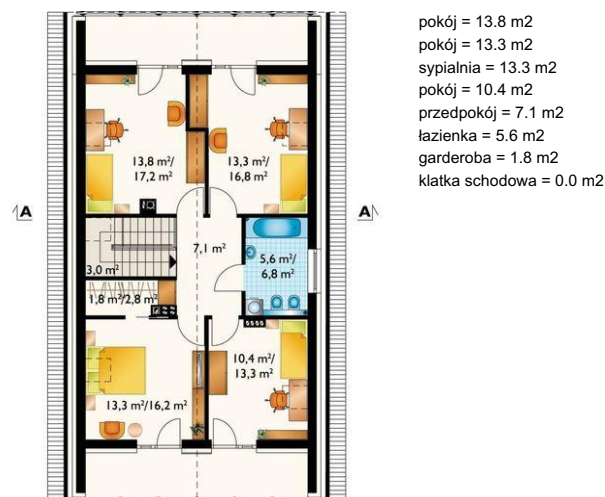 pokój = 13.8 m2
pokój = 13.3 m2
sypialnia = 13.3 m2
pokój = 10.4 m2
przedpokój = 7.1 m2
łazienka = 5.6 m2
garderoba = 1.8 m2
klatka schodowa = 0.0 m2
13,8 m²/
17,2 m²
13,3 m²/
16,8 m²
A
A
7,1 m²
5,6 m²/
6,8 m²
3,0 m²
1,8 m²/2,8 m²
10,4 m²/
13,3 m²
13,3 m²/16,2 m²